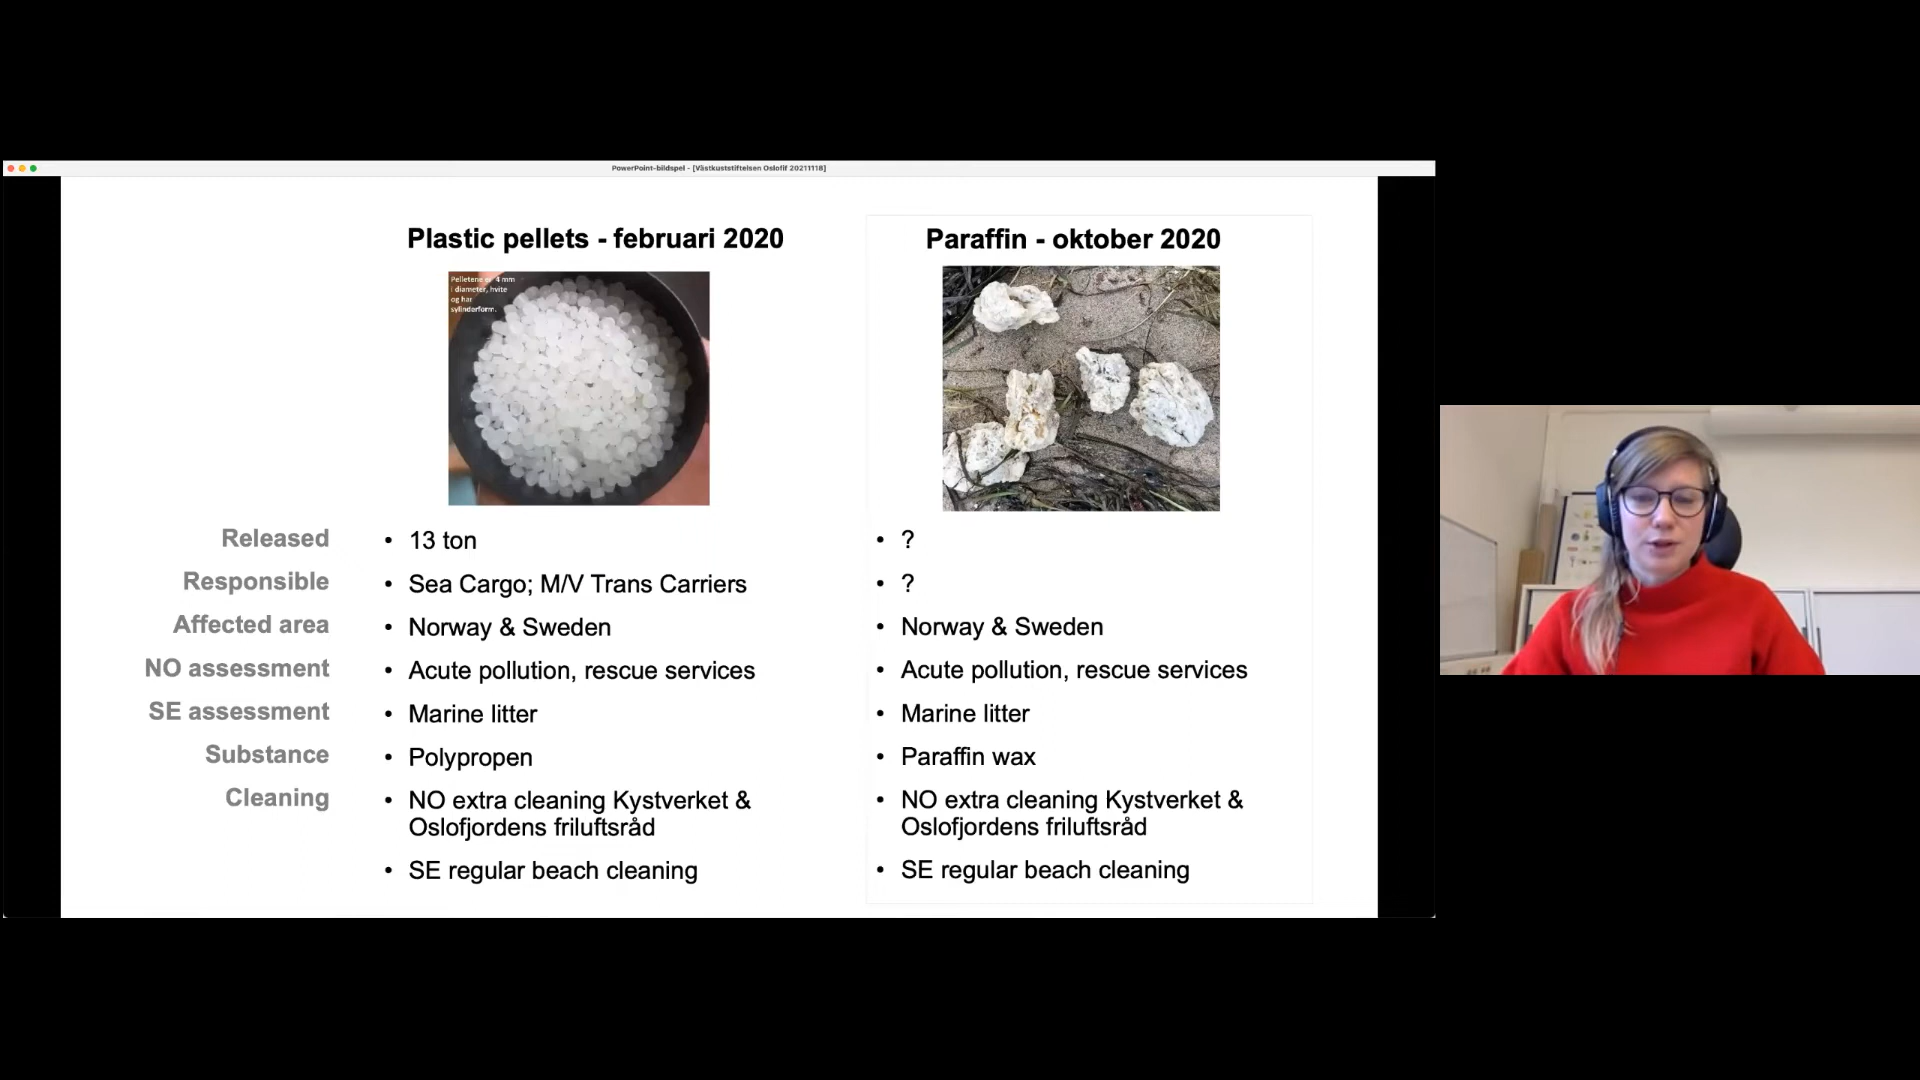 PowerPoint-bildspel - [Västkuststiftelsen Oslofif 20211118]
Plastic pellets - februari 2020
Pelletene er 4 mm
i diameter, hvite
og har
sylinderform.
Released
• 13 ton
Responsible
• Sea Cargo; M/V Trans Carriers
Affected area
• Norway & Sweden
NO assessment
• Acute pollution, rescue services
SE assessment
• Marine litter
Substance
• Polypropen
Cleaning
• NO extra cleaning Kystverket &
Oslofjordens friluftsråd
• SE regular beach cleaning
Paraffin - oktober 2020
• ?
• ?
• Norway & Sweden
• Acute pollution, rescue services
• Marine litter
• Paraffin wax
• NO extra cleaning Kystverket &
Oslofjordens friluftsråd
• SE regular beach cleaning